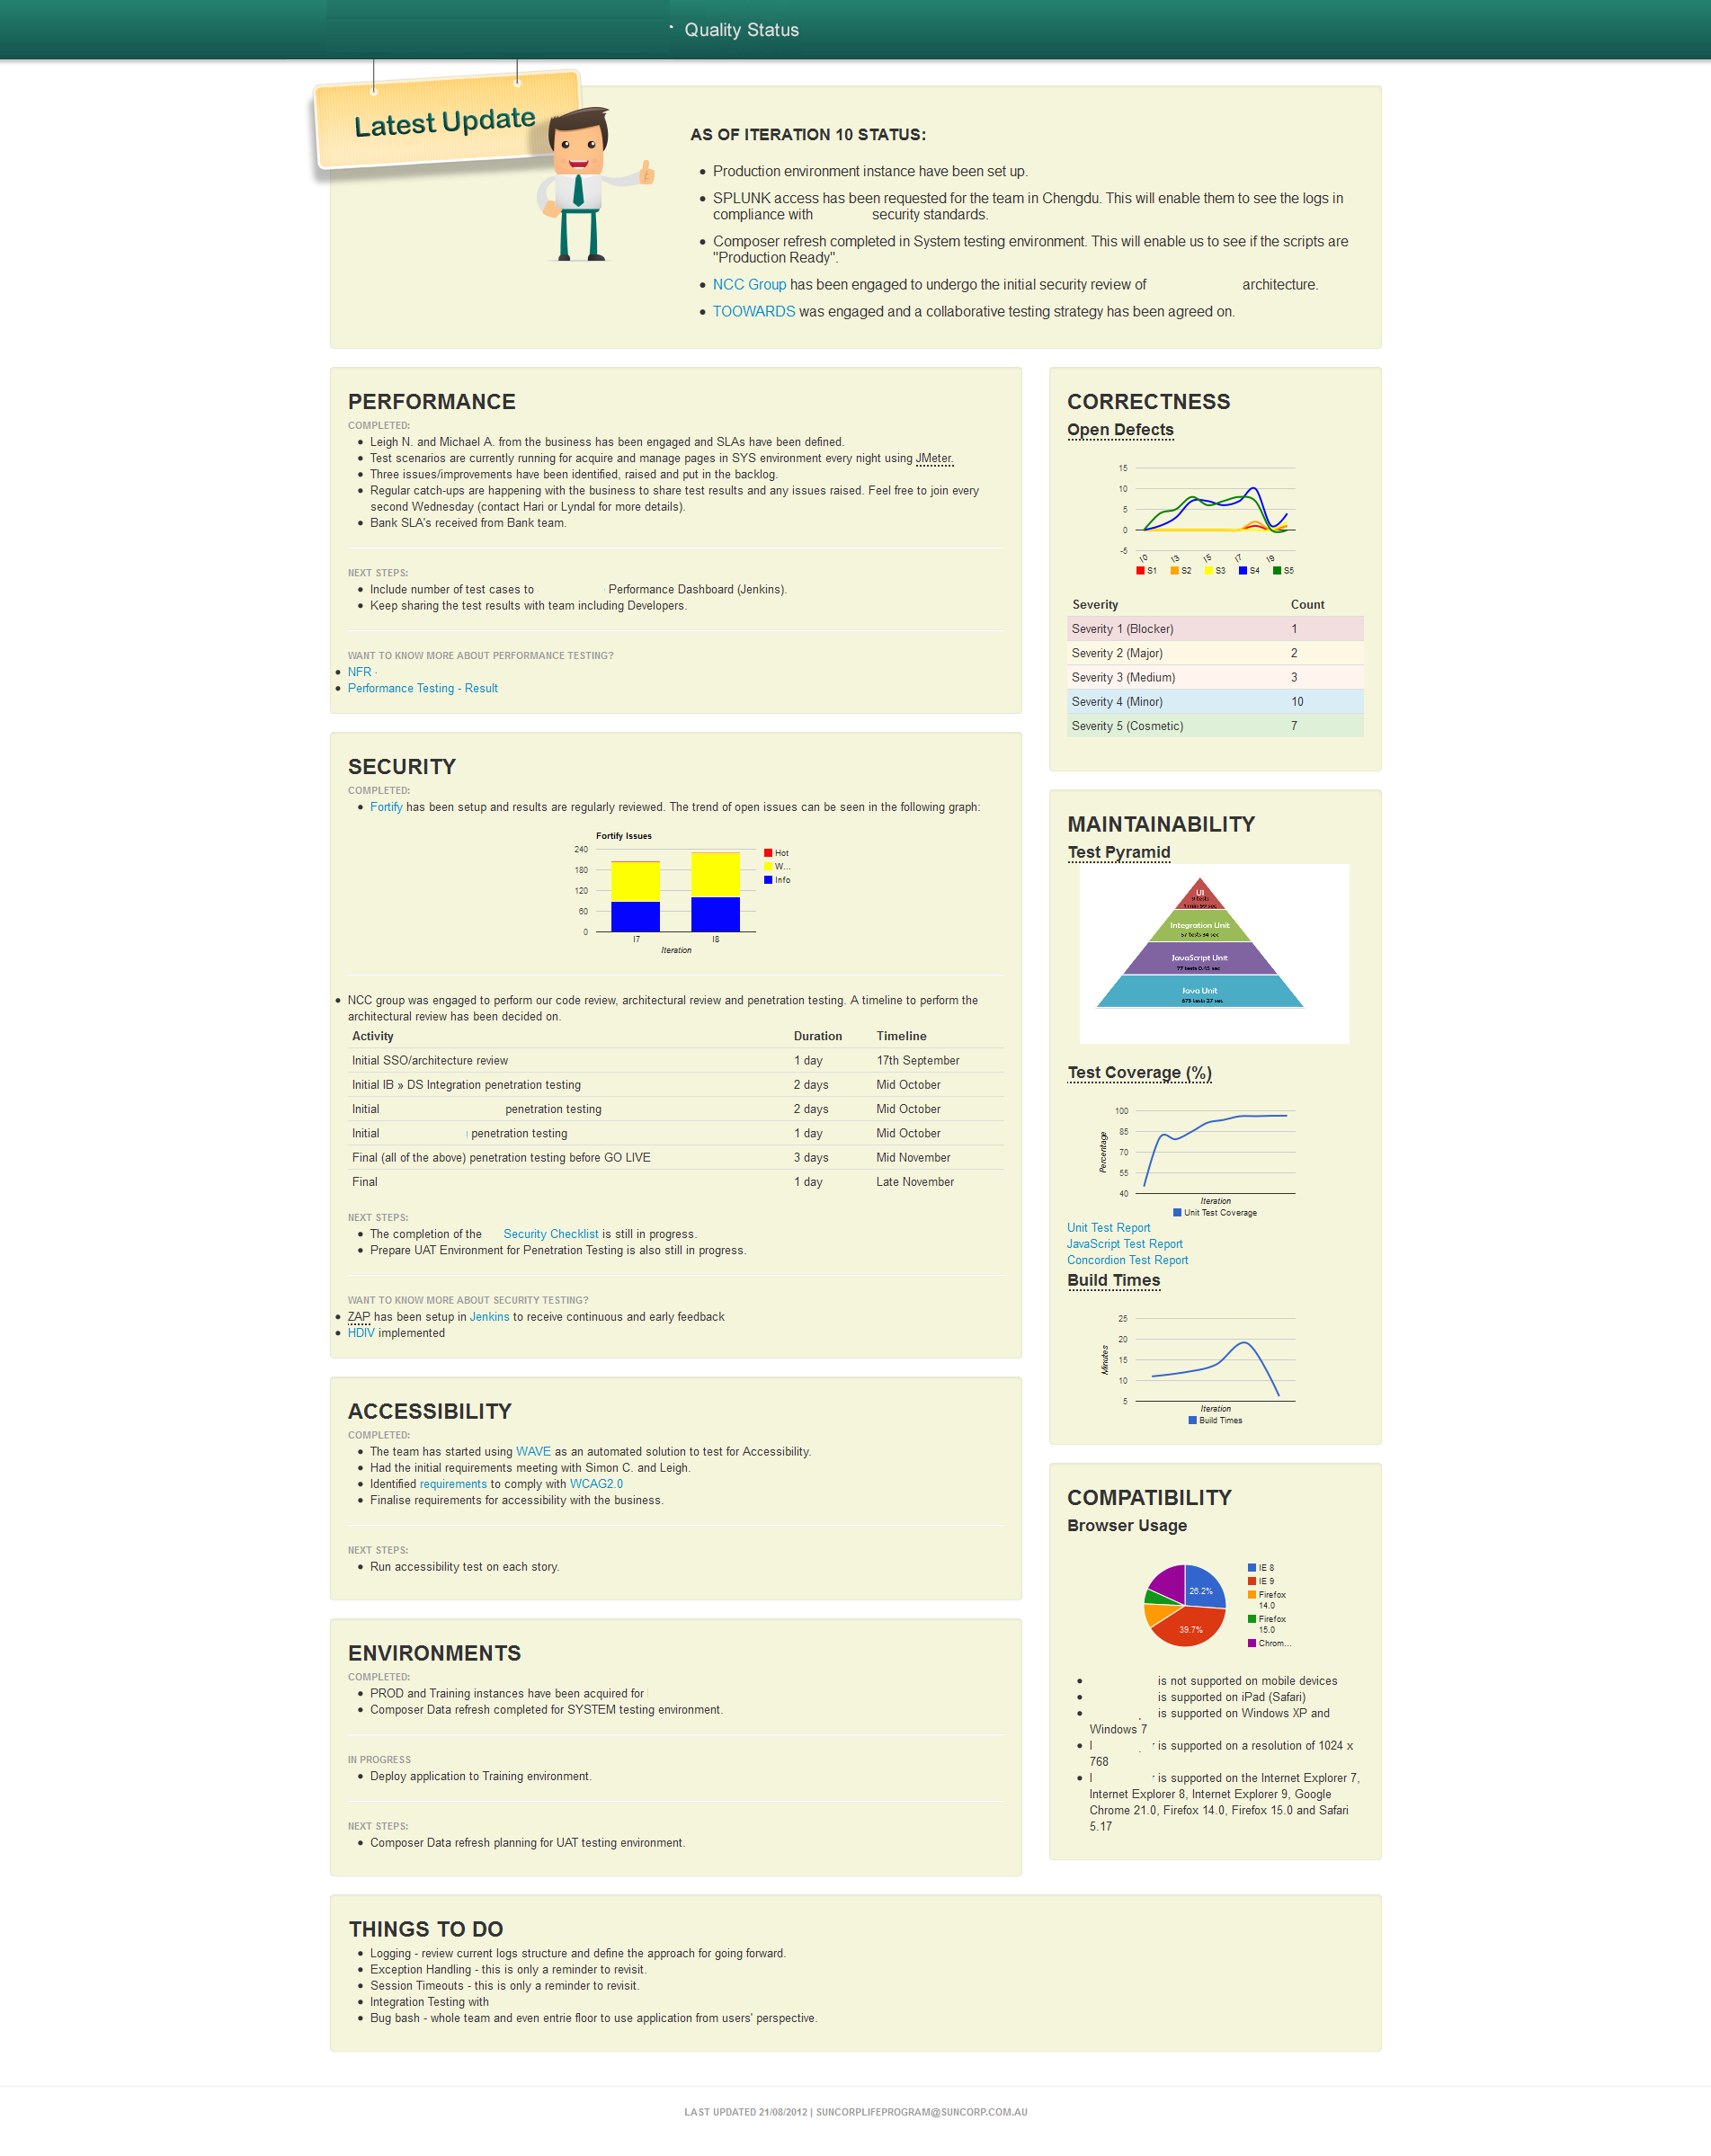 Quality Status
Latest Update
AS OF ITERATION 10 STATUS:
Production environment instance have been set up.
SPLUNK access has been requested for the team in Chengdu. This will enable them to see the logs in
compliance with security standards.
Composer refresh completed in System testing environment. This will enable us to see if the scripts are
"Production Ready".
NCC Group has been engaged to undergo the initial security review of architecture.
TOOWARDS was engaged and a collaborative testing strategy has been agreed on.
PERFORMANCE
COMPLETED:
Leigh N. and Michael A. from the business has been engaged and SLAs have been defined.
Test scenarios are currently running for acquire and manage pages in SYS environment every night using JMeter.
Three issues/improvements have been identified, raised and put in the backlog.
Regular catch-ups are happening with the business to share test results and any issues raised. Feel free to join every
second Wednesday (contact Hari or Lyndal for more details).
Bank SLA's received from Bank team.
NEXT STEPS:
Include number of test cases to Performance Dashboard (Jenkins).
Keep sharing the test results with team including Developers.
WANT TO KNOW MORE ABOUT PERFORMANCE TESTING?
NFR -
Performance Testing - Result
SECURITY
COMPLETED:
Fortify has been setup and results are regularly reviewed. The trend of open issues can be seen in the following graph:
Fortify Issues
240
180
120
60
0
I7 I8
Iteration
Hot
W...
Info
NCC group was engaged to perform our code review, architectural review and penetration testing. A timeline to perform the
architectural review has been decided on.
Activity Duration Timeline
Initial SSO/architecture review 1 day 17th September
Initial IB » DS Integration penetration testing 2 days Mid October
Initial penetration testing 2 days Mid October
Initial penetration testing 1 day Mid October
Final (all of the above) penetration testing before GO LIVE 3 days Mid November
Final 1 day Late November
NEXT STEPS:
The completion of the Security Checklist is still in progress.
Prepare UAT Environment for Penetration Testing is also still in progress.
WANT TO KNOW MORE ABOUT SECURITY TESTING?
ZAP has been setup in Jenkins to receive continuous and early feedback
HDIV implemented
ACCESSIBILITY
COMPLETED:
The team has started using WAVE as an automated solution to test for Accessibility.
Had the initial requirements meeting with Simon C. and Leigh.
Identified requirements to comply with WCAG2.0
Finalise requirements for accessibility with the business.
NEXT STEPS:
Run accessibility test on each story.
ENVIRONMENTS
COMPLETED:
PROD and Training instances have been acquired for
Composer Data refresh completed for SYSTEM testing environment.
IN PROGRESS
Deploy application to Training environment.
NEXT STEPS:
Composer Data refresh planning for UAT testing environment.
CORRECTNESS
Open Defects
15
10
5
0
-5
I0 I3 I5 I7 I9
S1 S2 S3 S4 S5
Severity Count
Severity 1 (Blocker) 1
Severity 2 (Major) 2
Severity 3 (Medium) 3
Severity 4 (Minor) 10
Severity 5 (Cosmetic) 7
MAINTAINABILITY
Test Pyramid
UI
9 tests
Integration Unit
57 tests 34 sec
JavaScript Unit
77 tests 0.13 sec
Java Unit
675 tests 27 sec
Test Coverage (%)
100
85
70
55
40
Percentage
Iteration
Unit Test Coverage
Unit Test Report
JavaScript Test Report
Concordion Test Report
Build Times
25
20
15
10
5
Minutes
Iteration
Build Times
COMPATIBILITY
Browser Usage
26.2%
39.7%
IE 8
IE 9
Firefox
14.0
Firefox
15.0
Chrom...
is not supported on mobile devices
is supported on iPad (Safari)
is supported on Windows XP and
Windows 7
is supported on a resolution of 1024 x
768
is supported on the Internet Explorer 7,
Internet Explorer 8, Internet Explorer 9, Google
Chrome 21.0, Firefox 14.0, Firefox 15.0 and Safari
5.17
THINGS TO DO
Logging - review current logs structure and define the approach for going forward.
Exception Handling - this is only a reminder to revisit.
Session Timeouts - this is only a reminder to revisit.
Integration Testing with
Bug bash - whole team and even entrie floor to use application from users' perspective.
LAST UPDATED 21/08/2012 | SUNCORPLIFEPROGRAM@SUNCORP.COM.AU